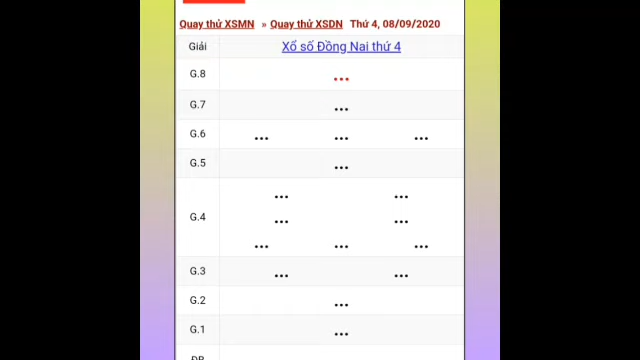 Quay thử XSMN » Quay thử XSDN Thứ 4, 08/09/2020
Giải Xổ số Đồng Nai thứ 4
G.8 ...
G.7 ...
G.6 ... ... ...
G.5 ...
... ...
G.4 ... ...
... ... ...
G.3 ... ...
G.2 ...
G.1 ...
ĐB